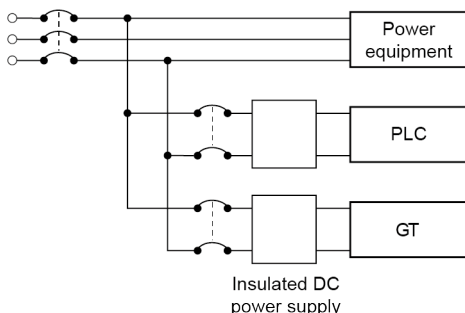 Power
equipment
PLC
GT
Insulated DC
power supply